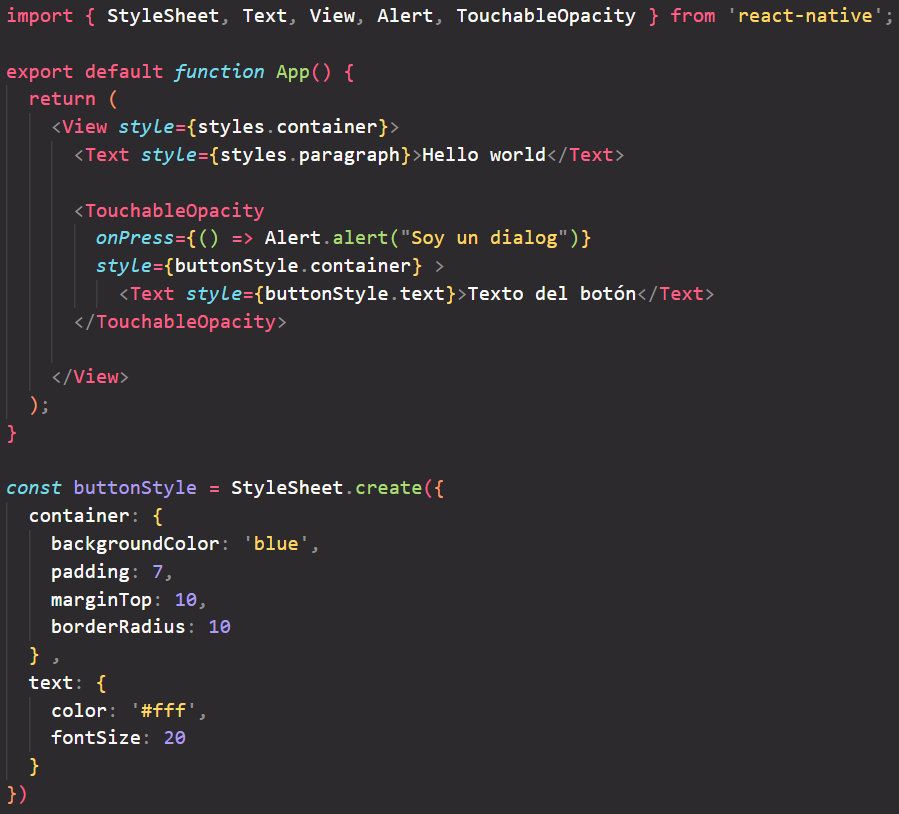 import { StyleSheet, Text, View, Alert, TouchableOpacity } from 'react-native';

export default function App() {
  return (
    <View style={styles.container}>
      <Text style={styles.paragraph}>Hello world</Text>

      <TouchableOpacity
        onPress={() => Alert.alert("Soy un dialog")}
        style={buttonStyle.container} >
          <Text style={buttonStyle.text}>Texto del botón</Text>
      </TouchableOpacity>

    </View>
  );
}

const buttonStyle = StyleSheet.create({
  container: {
    backgroundColor: 'blue',
    padding: 7,
    marginTop: 10,
    borderRadius: 10
  } ,
  text: {
    color: '#fff',
    fontSize: 20
  }
})